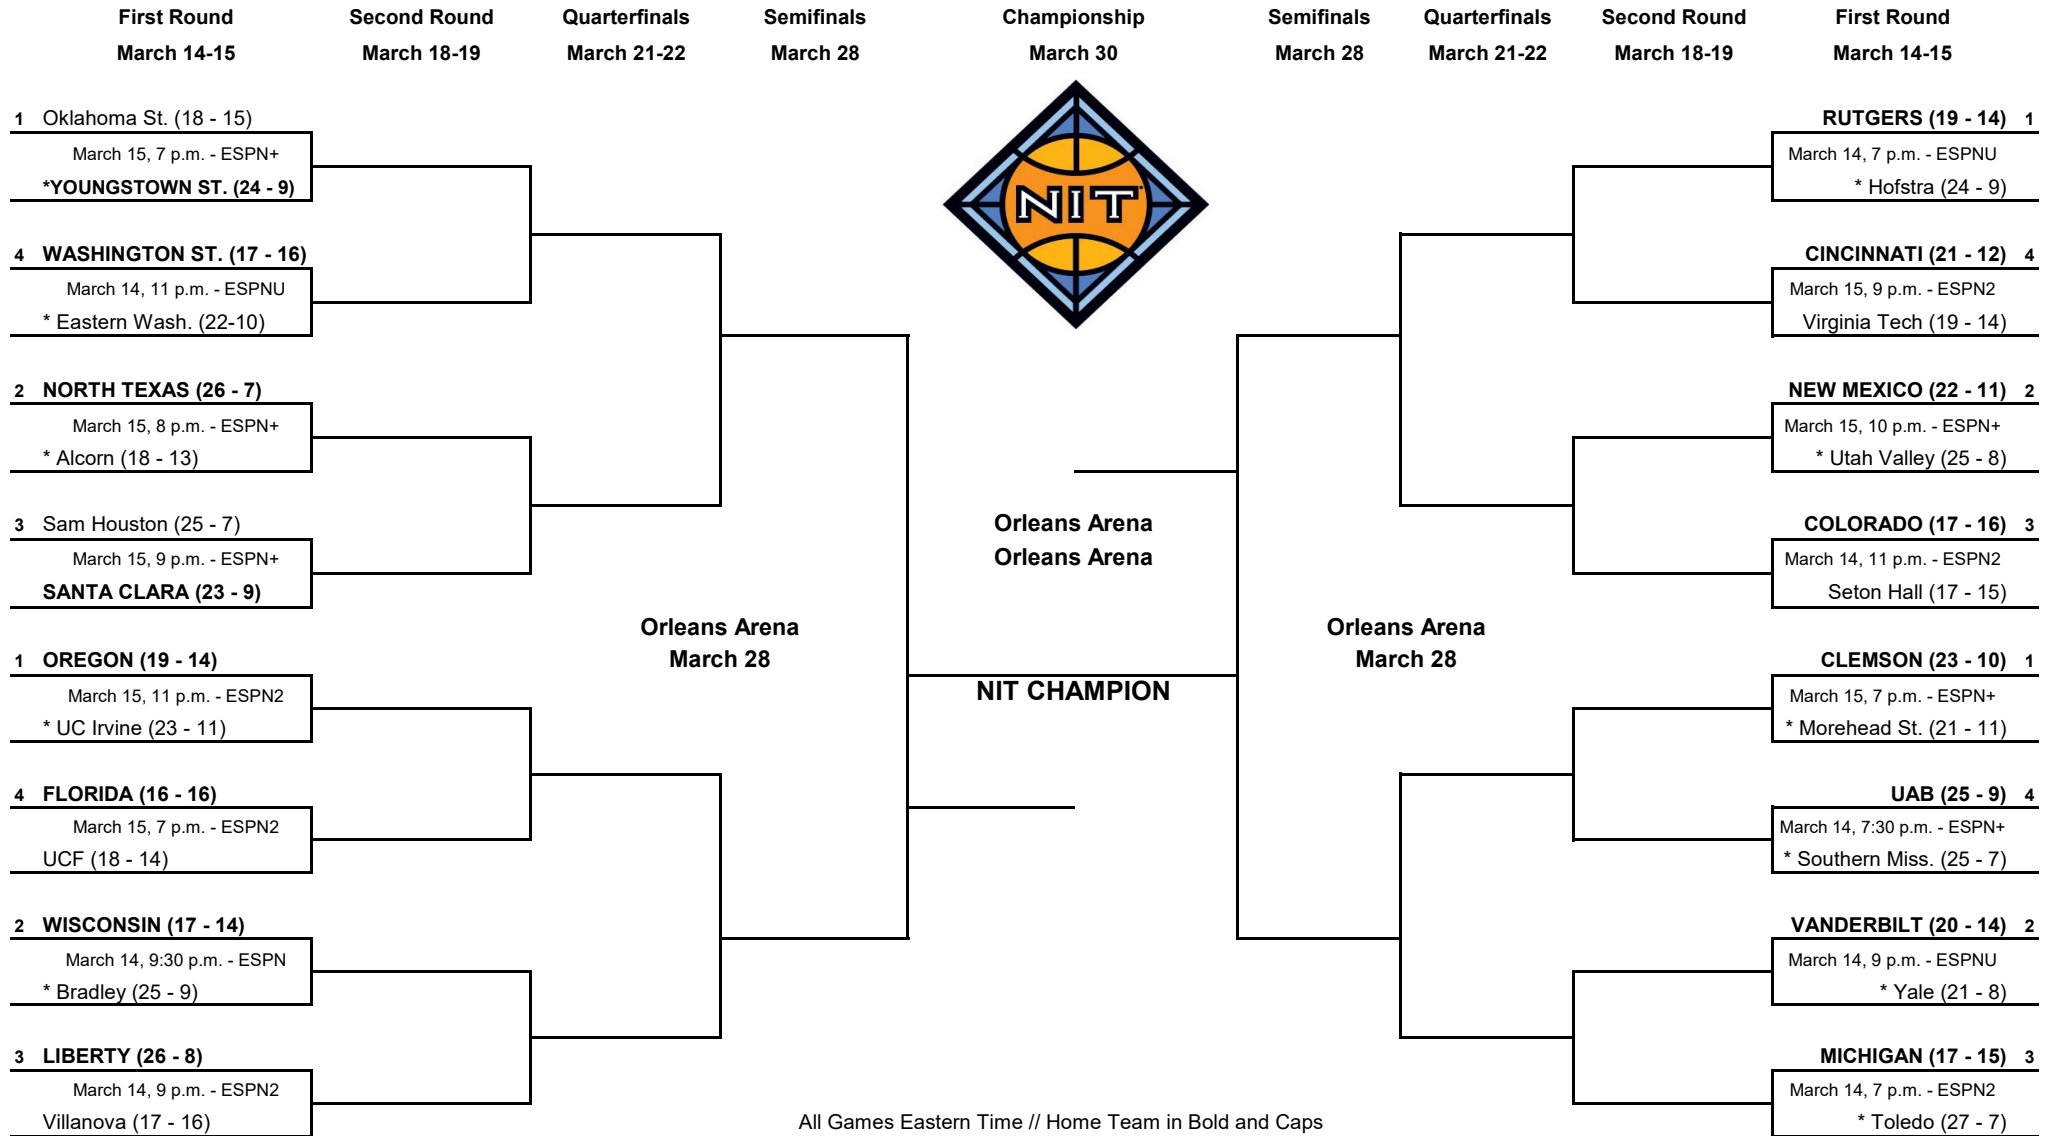 First Round Second Round Quarterfinals Semifinals Championship Semifinals Quarterfinals Second Round First Round
March 14-15 March 18-19 March 21-22 March 28 March 30 March 28 March 21-22 March 18-19 March 14-15
1 Oklahoma St. (18 - 15)
March 15, 7 p.m. - ESPN+
*YOUNGSTOWN ST. (24 - 9)
4 WASHINGTON ST. (17 - 16)
March 14, 11 p.m. - ESPNU
* Eastern Wash. (22-10)
2 NORTH TEXAS (26 - 7)
March 15, 8 p.m. - ESPN+
* Alcorn (18 - 13)
3 Sam Houston (25 - 7)
March 15, 9 p.m. - ESPN+
SANTA CLARA (23 - 9)
1 OREGON (19 - 14)
March 15, 11 p.m. - ESPN2
* UC Irvine (23 - 11)
4 FLORIDA (16 - 16)
March 15, 7 p.m. - ESPN2
UCF (18 - 14)
2 WISCONSIN (17 - 14)
March 14, 9:30 p.m. - ESPN
* Bradley (25 - 9)
3 LIBERTY (26 - 8)
March 14, 9 p.m. - ESPN2
Villanova (17 - 16)
Orleans Arena
March 28
NIT
Orleans Arena
Orleans Arena
NIT CHAMPION
Orleans Arena
March 28
RUTGERS (19 - 14) 1
March 14, 7 p.m. - ESPNU
* Hofstra (24 - 9)
CINCINNATI (21 - 12) 4
March 15, 9 p.m. - ESPN2
Virginia Tech (19 - 14)
NEW MEXICO (22 - 11) 2
March 15, 10 p.m. - ESPN+
* Utah Valley (25 - 8)
COLORADO (17 - 16) 3
March 14, 11 p.m. - ESPN2
Seton Hall (17 - 15)
CLEMSON (23 - 10) 1
March 15, 7 p.m. - ESPN+
* Morehead St. (21 - 11)
UAB (25 - 9) 4
March 14, 7:30 p.m. - ESPN+
* Southern Miss. (25 - 7)
VANDERBILT (20 - 14) 2
March 14, 9 p.m. - ESPNU
* Yale (21 - 8)
MICHIGAN (17 - 15) 3
March 14, 7 p.m. - ESPN2
* Toledo (27 - 7)
All Games Eastern Time // Home Team in Bold and Caps